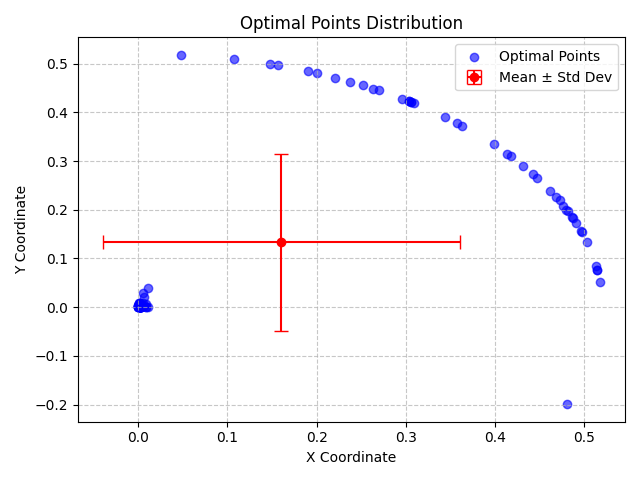 Optimal Points Distribution
Optimal Points
Mean ± Std Dev
Y Coordinate
0.5
0.4
0.3
0.2
0.1
0.0
−0.1
−0.2
0.0 0.1 0.2 0.3 0.4 0.5
X Coordinate